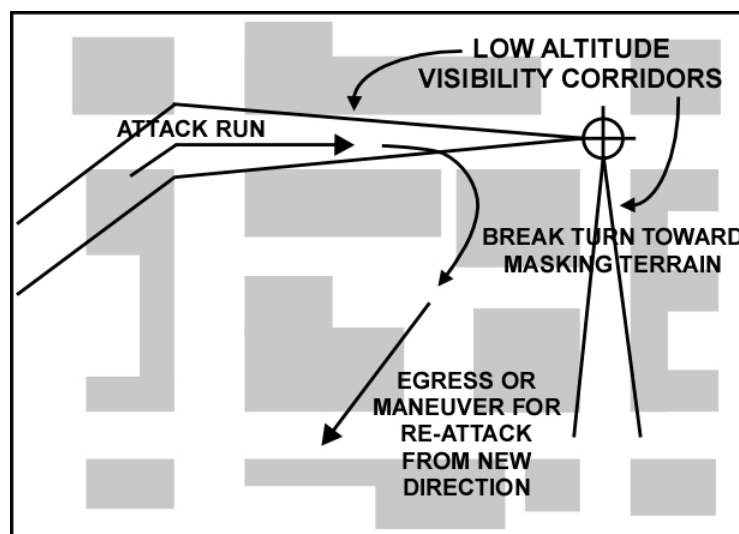 LOW ALTITUDE
VISIBILITY CORRIDORS
ATTACK RUN
BREAK TURN TOWARD
MASKING TERRAIN
EGRESS OR
MANEUVER FOR
RE-ATTACK
FROM NEW
DIRECTION